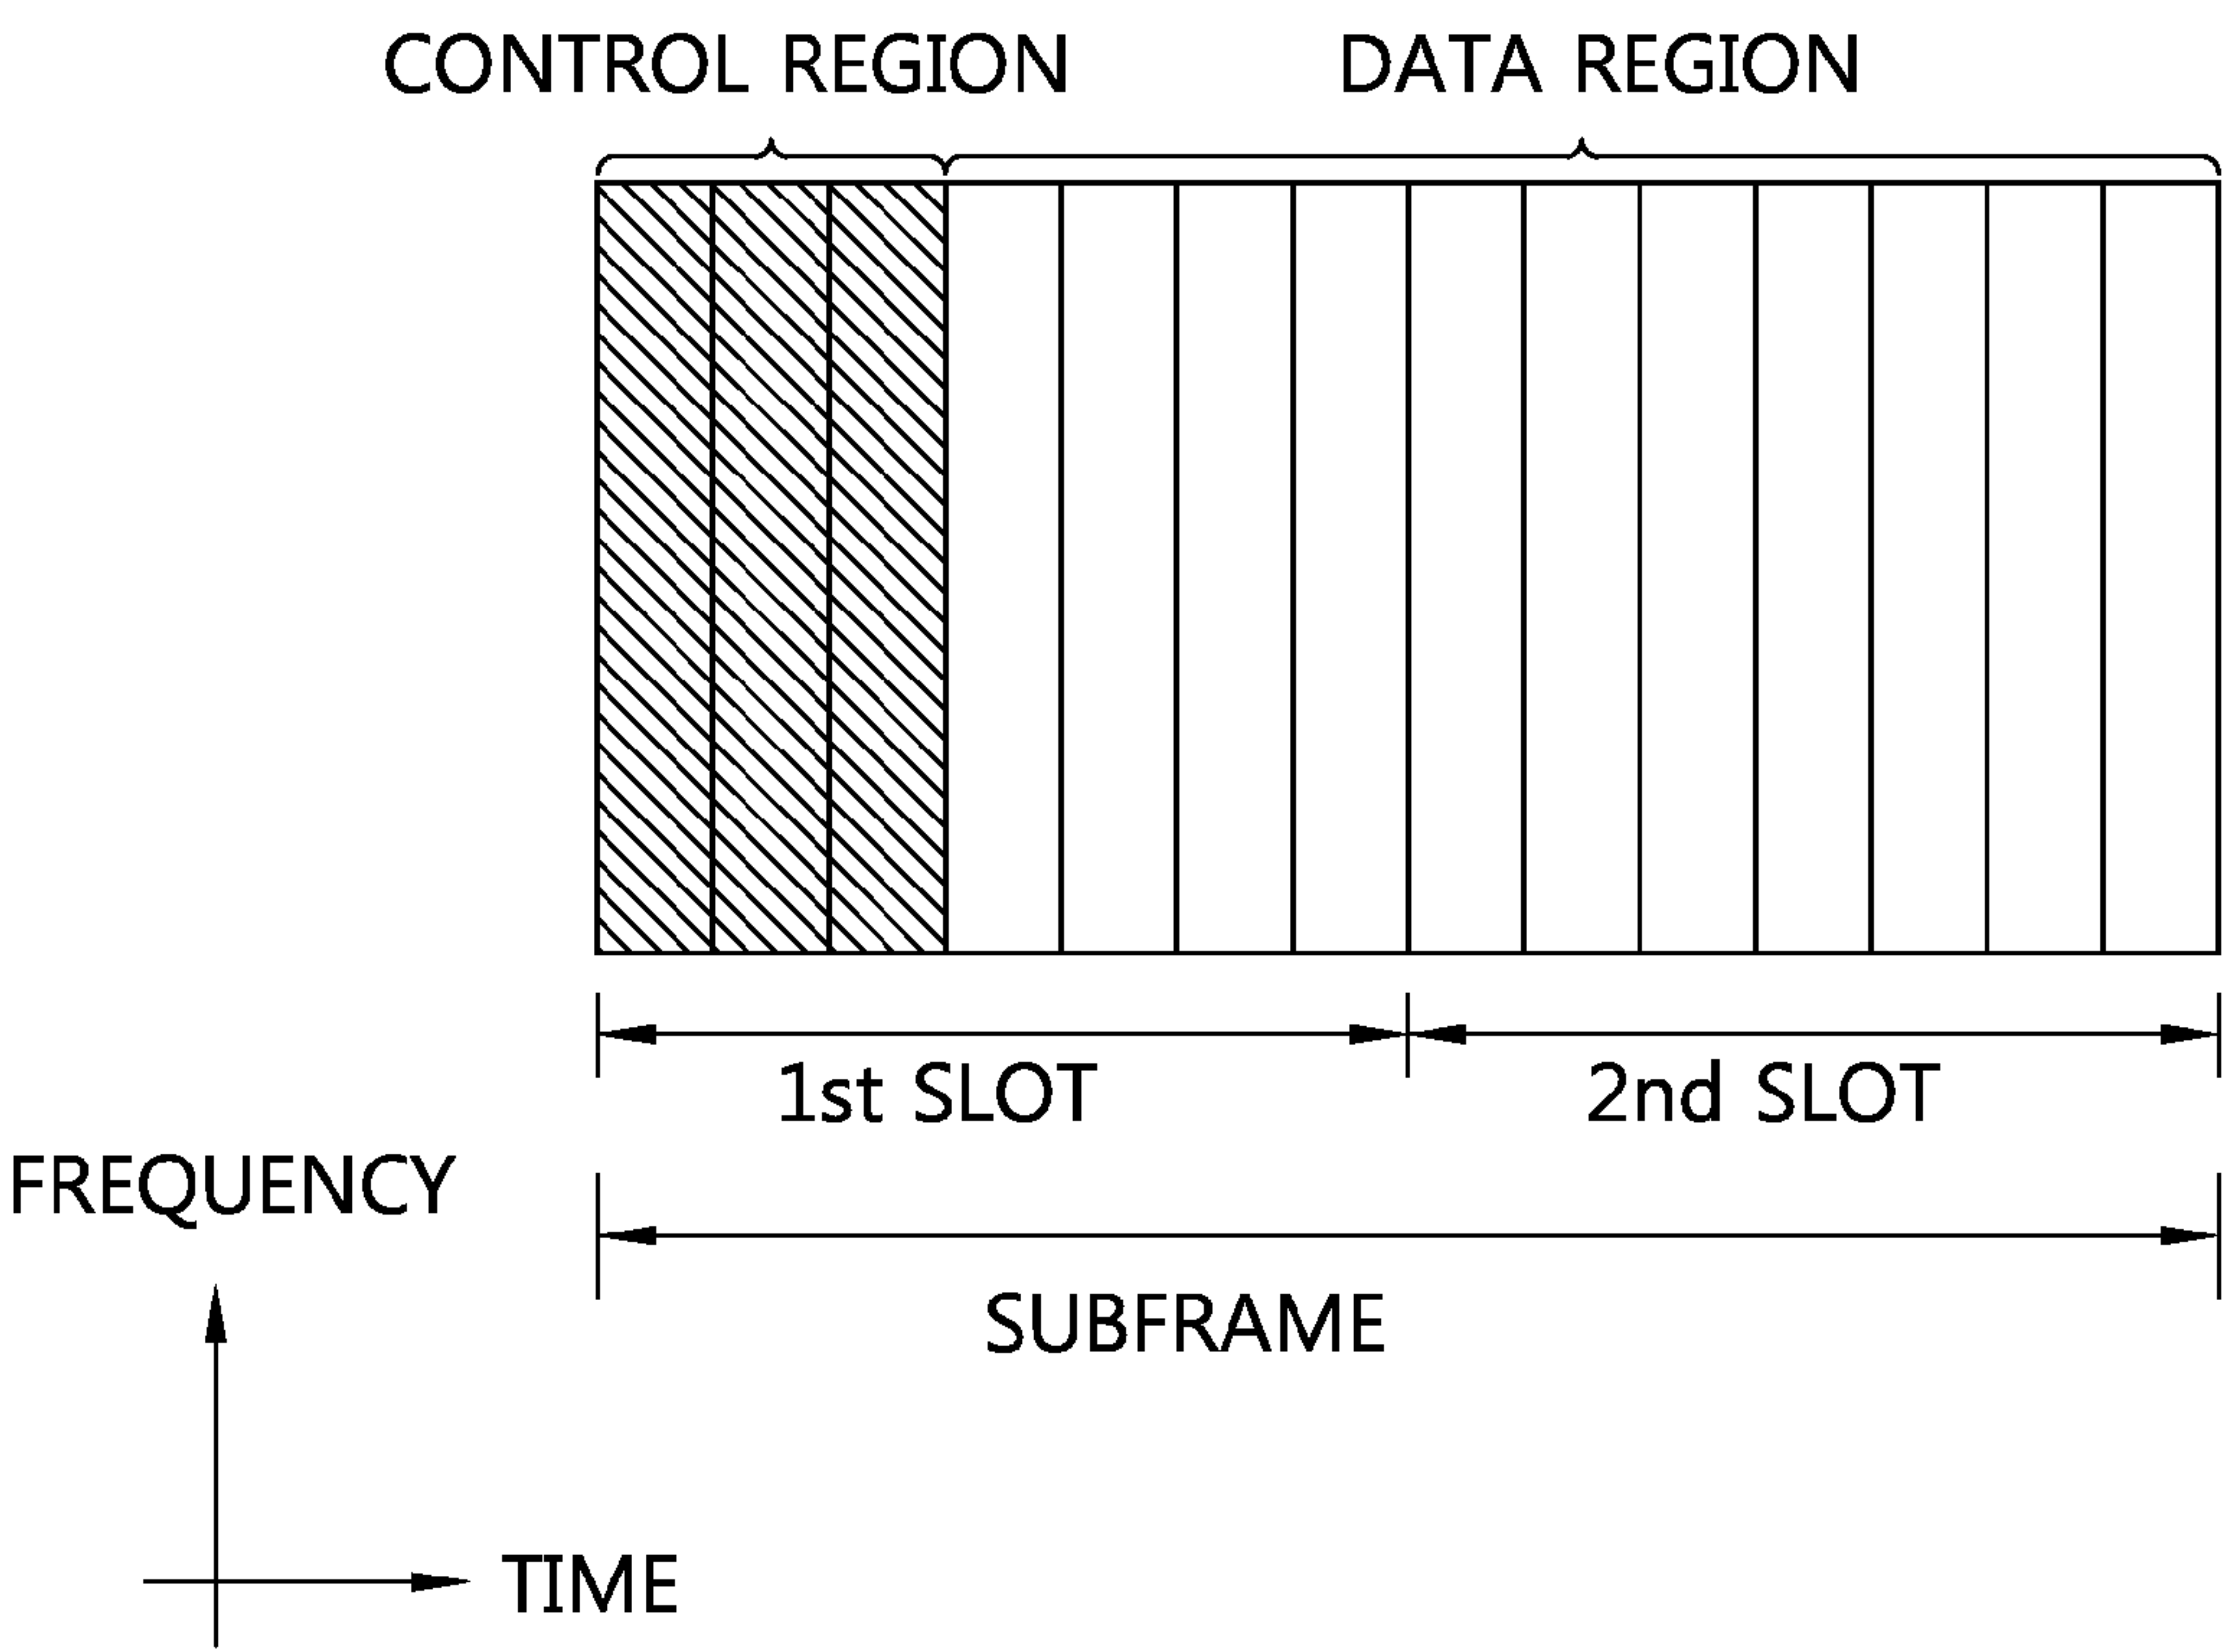 CONTROL REGION
DATA REGION
1st SLOT
2nd SLOT
FREQUENCY
SUBFRAME
TIME